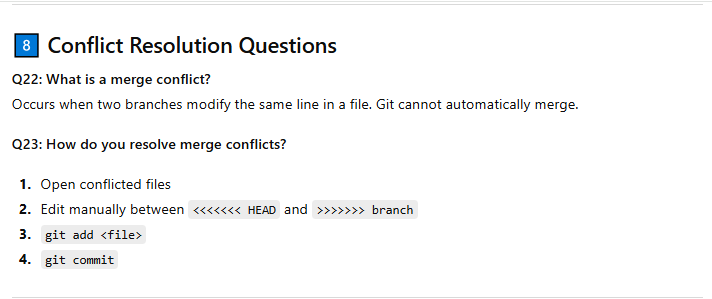 8 Conflict Resolution Questions
Q22: What is a merge conflict?
Occurs when two branches modify the same line in a file. Git cannot automatically merge.
Q23: How do you resolve merge conflicts?
1. Open conflicted files
2. Edit manually between <<<<<<< HEAD and >>>>>>> branch
3. git add <file>
4. git commit